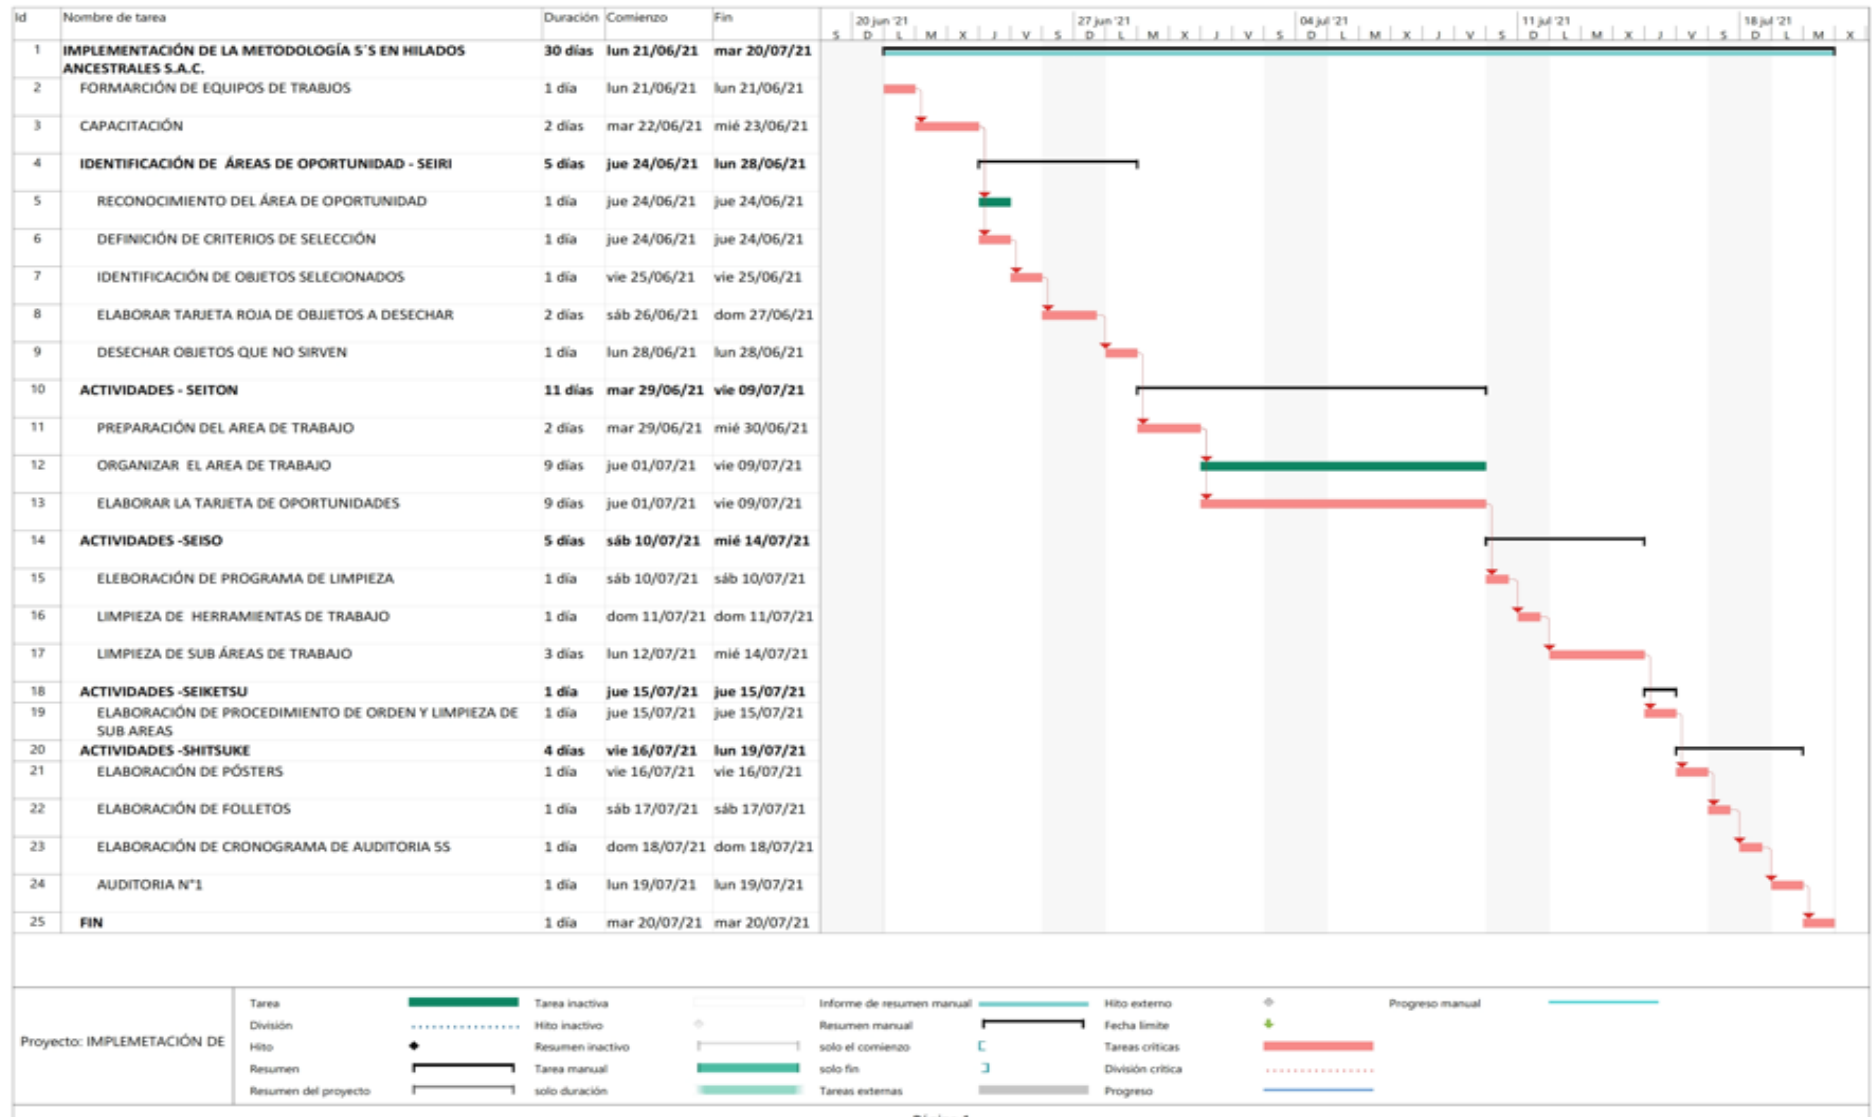 Id Nombre de tarea Duración Comienzo Fin 20 jun '21 27 jun '21 04 jul '21 11 jul '21 18 jul '21
S D L M X J V S D L M X J V S D L M X J V S D L M X J V S D L M X
1 IMPLEMENTACIÓN DE LA METODOLOGÍA 5´S EN HILADOS 30 días lun 21/06/21 mar 20/07/21
ANCESTRALES S.A.C.
2 FORMARCIÓN DE EQUIPOS DE TRABJOS 1 día lun 21/06/21 lun 21/06/21
3 CAPACITACIÓN 2 días mar 22/06/21 mié 23/06/21
4 IDENTIFICACIÓN DE ÁREAS DE OPORTUNIDAD - SEIRI 5 días jue 24/06/21 lun 28/06/21
5 RECONOCIMIENTO DEL ÁREA DE OPORTUNIDAD 1 día jue 24/06/21 jue 24/06/21
6 DEFINICIÓN DE CRITERIOS DE SELECCIÓN 1 día jue 24/06/21 jue 24/06/21
7 IDENTIFICACIÓN DE OBJETOS SELECIONADOS 1 día vie 25/06/21 vie 25/06/21
8 ELABORAR TARJETA ROJA DE OBJJETOS A DESECHAR 2 días sáb 26/06/21 dom 27/06/21
9 DESECHAR OBJETOS QUE NO SIRVEN 1 día lun 28/06/21 lun 28/06/21
10 ACTIVIDADES - SEITON 11 días mar 29/06/21 vie 09/07/21
11 PREPARACIÓN DEL AREA DE TRABAJO 2 días mar 29/06/21 mié 30/06/21
12 ORGANIZAR EL AREA DE TRABAJO 9 días jue 01/07/21 vie 09/07/21
13 ELABORAR LA TARJETA DE OPORTUNIDADES 9 días jue 01/07/21 vie 09/07/21
14 ACTIVIDADES -SEISO 5 días sáb 10/07/21 mié 14/07/21
15 ELEBORACIÓN DE PROGRAMA DE LIMPIEZA 1 día sáb 10/07/21 sáb 10/07/21
16 LIMPIEZA DE HERRAMIENTAS DE TRABAJO 1 día dom 11/07/21 dom 11/07/21
17 LIMPIEZA DE SUB ÁREAS DE TRABAJO 3 días lun 12/07/21 mié 14/07/21
18 ACTIVIDADES -SEIKETSU 1 día jue 15/07/21 jue 15/07/21
19 ELABORACIÓN DE PROCEDIMIENTO DE ORDEN Y LIMPIEZA DE 1 día jue 15/07/21 jue 15/07/21
SUB AREAS
20 ACTIVIDADES -SHITSUKE 4 días vie 16/07/21 lun 19/07/21
21 ELABORACIÓN DE PÓSTERS 1 día vie 16/07/21 vie 16/07/21
22 ELABORACIÓN DE FOLLETOS 1 día sáb 17/07/21 sáb 17/07/21
23 ELABORACIÓN DE CRONOGRAMA DE AUDITORIA 5S 1 día dom 18/07/21 dom 18/07/21
24 AUDITORIA N°1 1 día lun 19/07/21 lun 19/07/21
25 FIN 1 día mar 20/07/21 mar 20/07/21
Proyecto: IMPLEMETACIÓN DE
Tarea Tarea inactiva Informe de resumen manual Hito externo Progreso manual
División Hito inactivo Resumen manual Fecha límite
Hito Resumen inactivo solo el comienzo Tareas críticas
Resumen Tarea manual solo fin División crítica
Resumen del proyecto solo duración Tareas externas Progreso